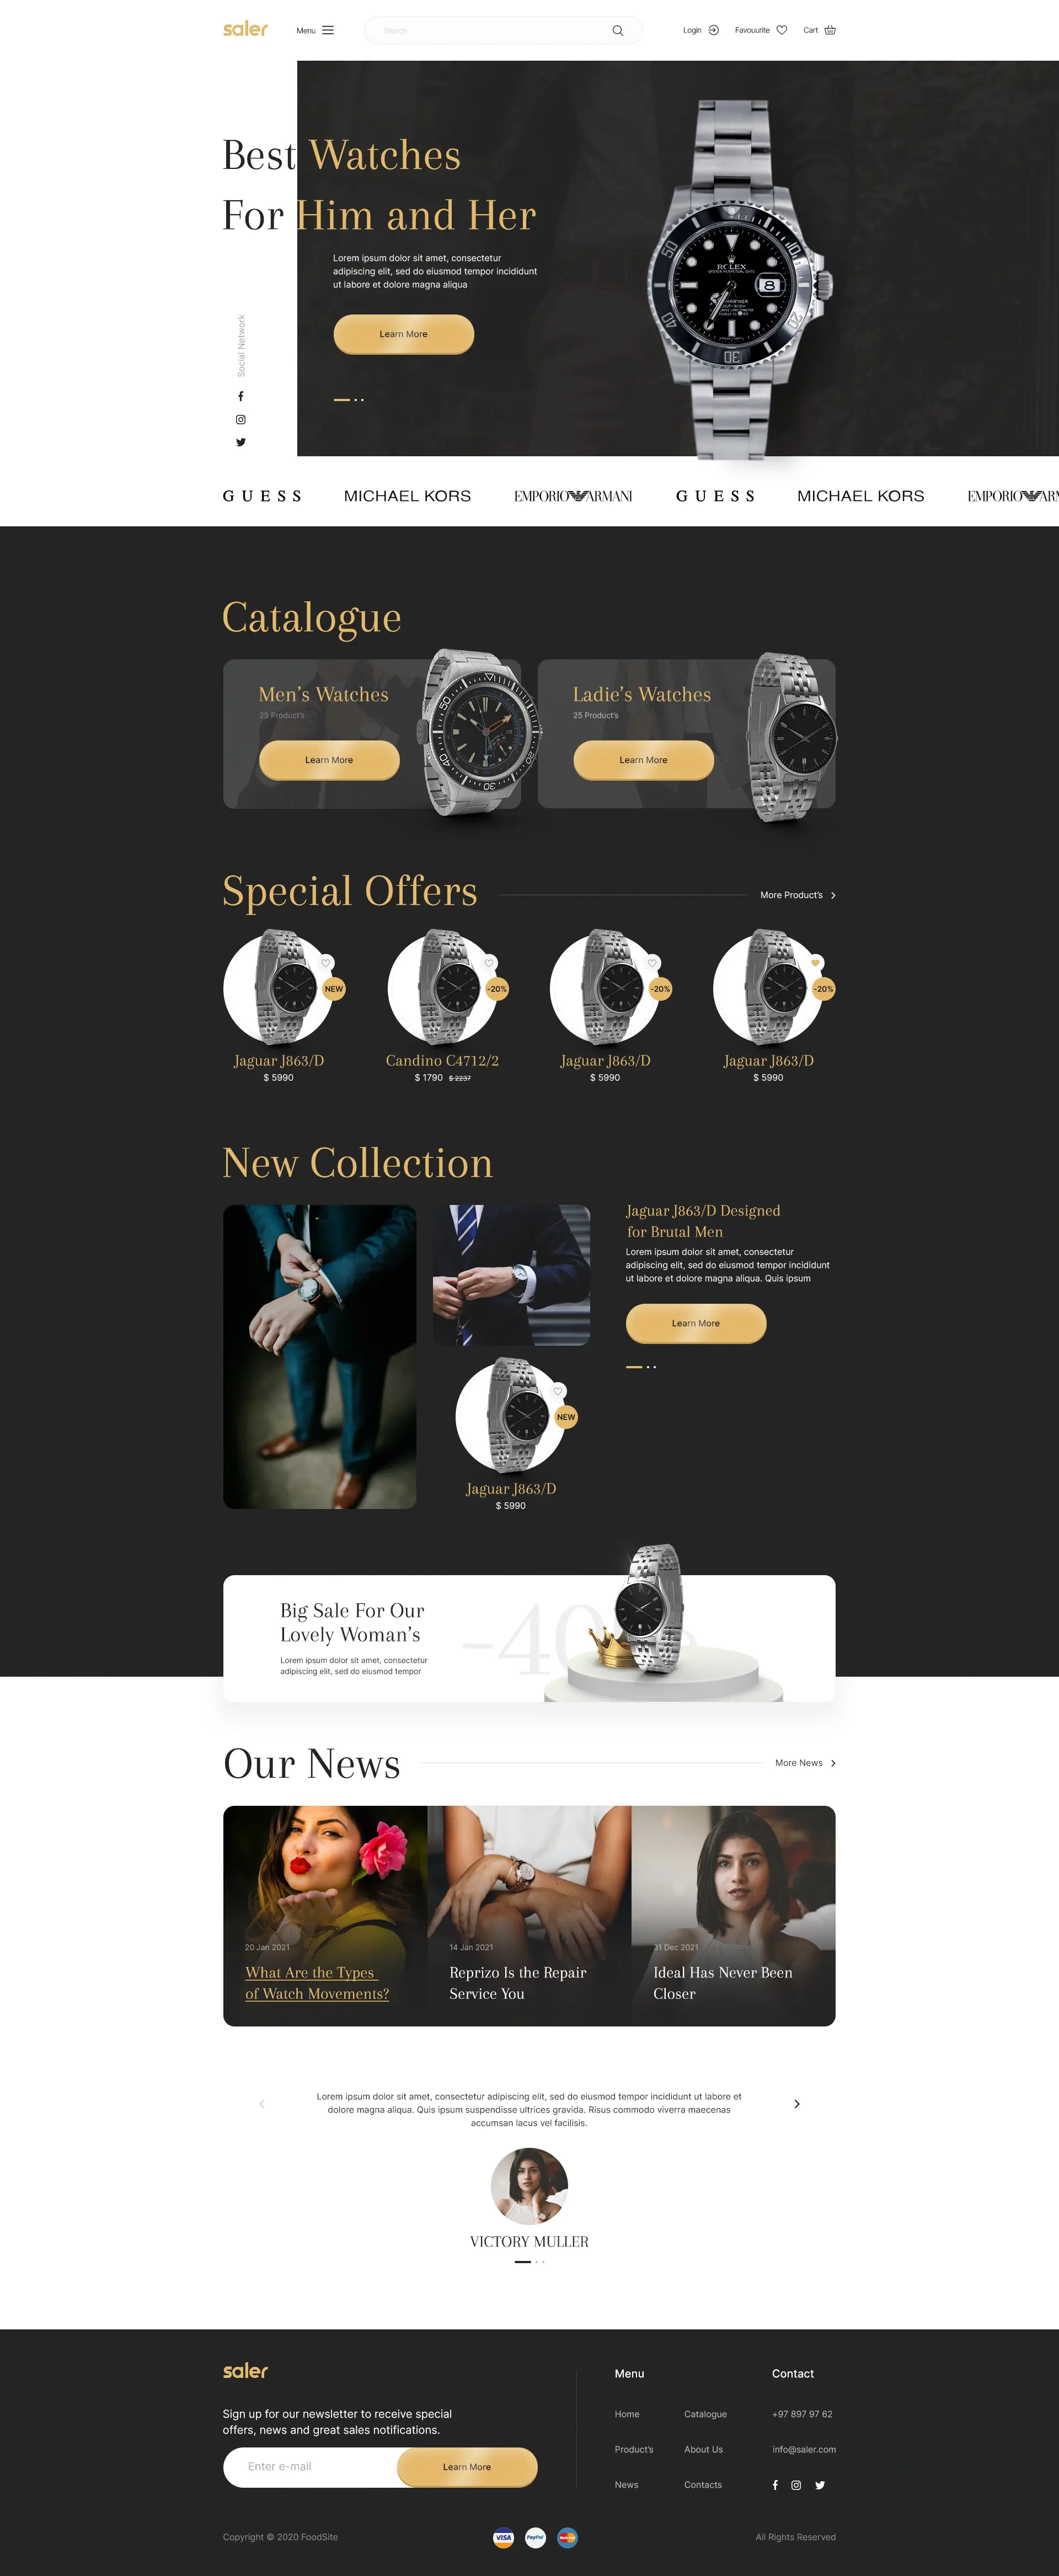 saler
Menu
Search
Login
Favouurite
Cart
Best Watches
For Him and Her
Lorem ipsum dolor sit amet, consectetur
adipiscing elit, sed do eiusmod tempor incididunt
ut labore et dolore magna aliqua
Learn More
Social Network
ROLEX
OYSTER PERPETUAL DATE
8
50
40
30
20
GUESS
MICHAEL KORS
EMPORIO ARMANI
GUESS
MICHAEL KORS
EMPORIO ARM
Catalogue
Men's Watches
25 Product's
Learn More
Ladie's Watches
25 Product's
Learn More
Special Offers
More Product's
NEW
-20%
-20%
-20%
Jaguar J863/D
$ 5990
Candino C4712/2
$ 1790 $ 2237
Jaguar J863/D
$ 5990
Jaguar J863/D
$ 5990
New Collection
Jaguar J863/D Designed
for Brutal Men
Lorem ipsum dolor sit amet, consectetur
adipiscing elit, sed do eiusmod tempor incididunt
ut labore et dolore magna aliqua. Quis ipsum
Learn More
NEW
Jaguar J863/D
$ 5990
Big Sale For Our
Lovely Woman's
Lorem ipsum dolor sit amet, consectetur
adipiscing elit, sed do eiusmod tempor
-40%
Our News
More News
20 Jan 2021
What Are the Types
of Watch Movements?
14 Jan 2021
Reprizo Is the Repair
Service You
31 Dec 2021
Ideal Has Never Been
Closer
Lorem ipsum dolor sit amet, consectetur adipiscing elit, sed do eiusmod tempor incididunt ut labore et
dolore magna aliqua. Quis ipsum suspendisse ultrices gravida. Risus commodo viverra maecenas
accumsan lacus vel facilisis.
VICTORY MULLER
saler
Sign up for our newsletter to receive special
offers, news and great sales notifications.
Enter e-mail
Learn More
Menu
Home
Catalogue
Product's
About Us
News
Contacts
Contact
+97 897 97 62
info@saler.com
Copyright © 2020 FoodSite
VISA
PayPal
MasterCard
All Rights Reserved